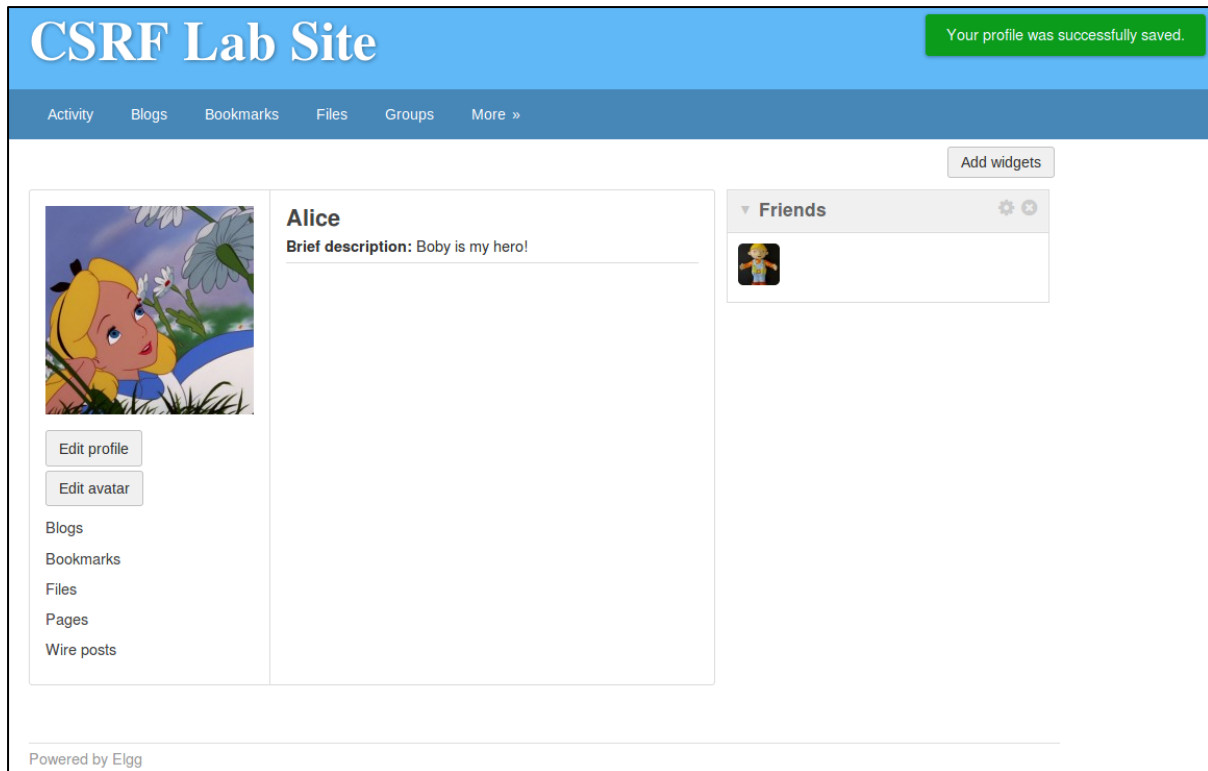 CSRF Lab Site
Your profile was successfully saved.
Activity Blogs Bookmarks Files Groups More »
Add widgets
Alice
Brief description: Boby is my hero!
Friends
Edit profile
Edit avatar
Blogs
Bookmarks
Files
Pages
Wire posts
Powered by Elgg